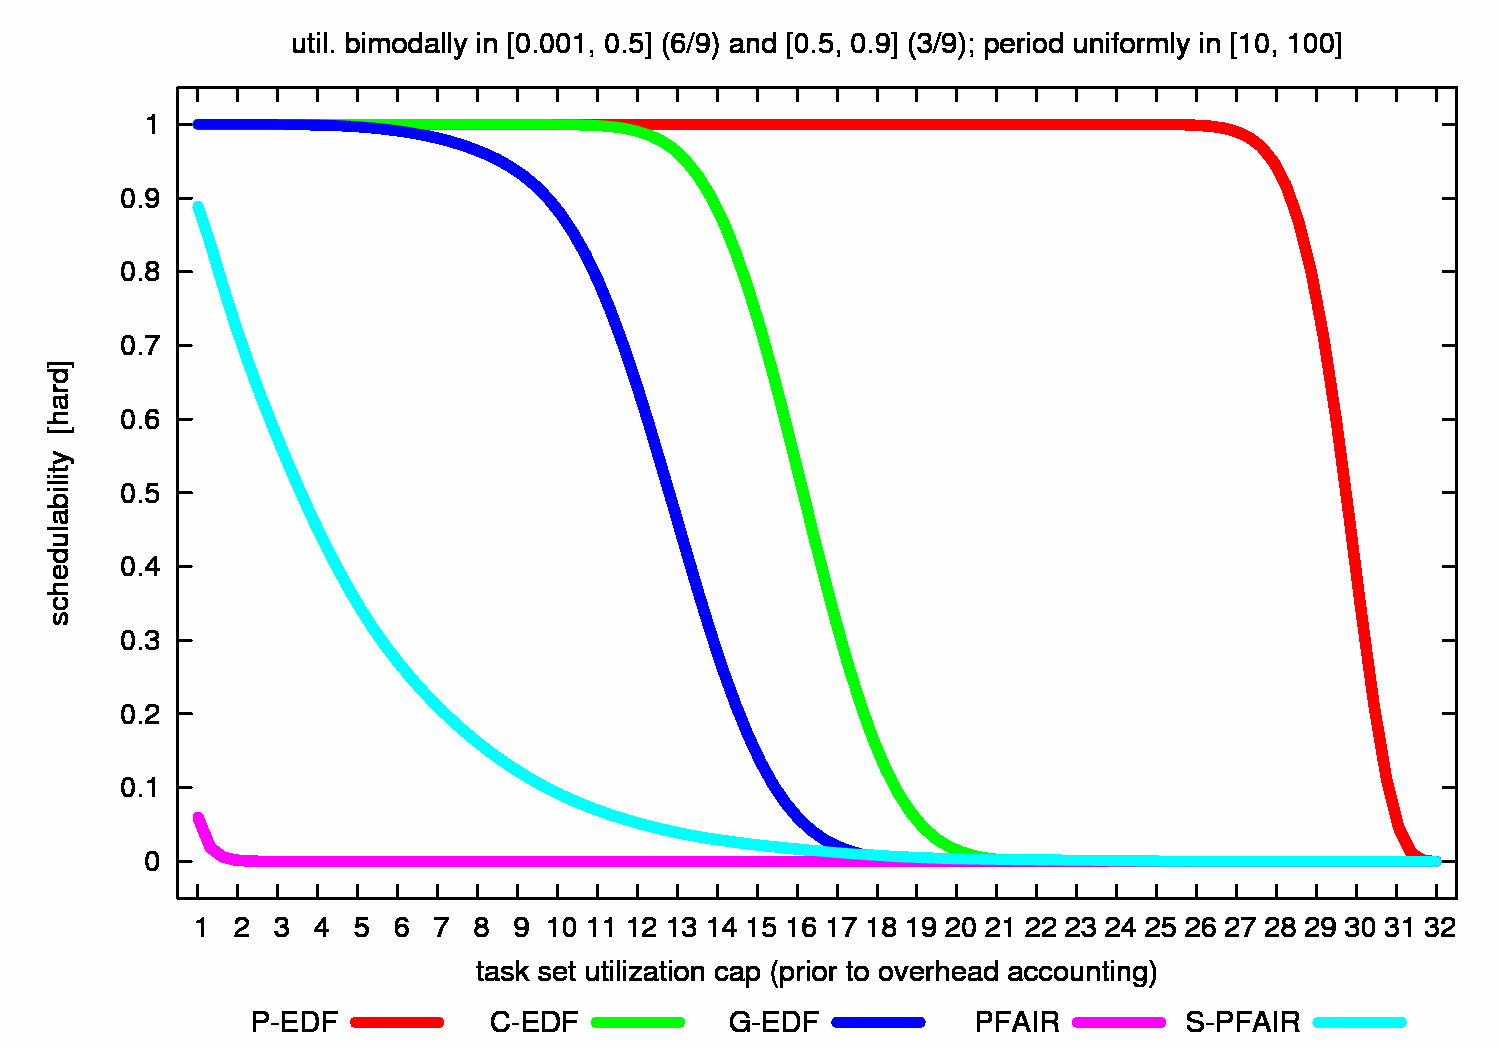 util. bimodally in [0.001, 0.5] (6/9) and [0.5, 0.9] (3/9); period uniformly in [10, 100]
1
0.9
0.8
0.7
0.6
0.5
0.4
0.3
0.2
0.1
0
schedulability [hard]
1 2 3 4 5 6 7 8 9 10 11 12 13 14 15 16 17 18 19 20 21 22 23 24 25 26 27 28 29 30 31 32
task set utilization cap (prior to overhead accounting)
P-EDF C-EDF G-EDF PFAIR S-PFAIR